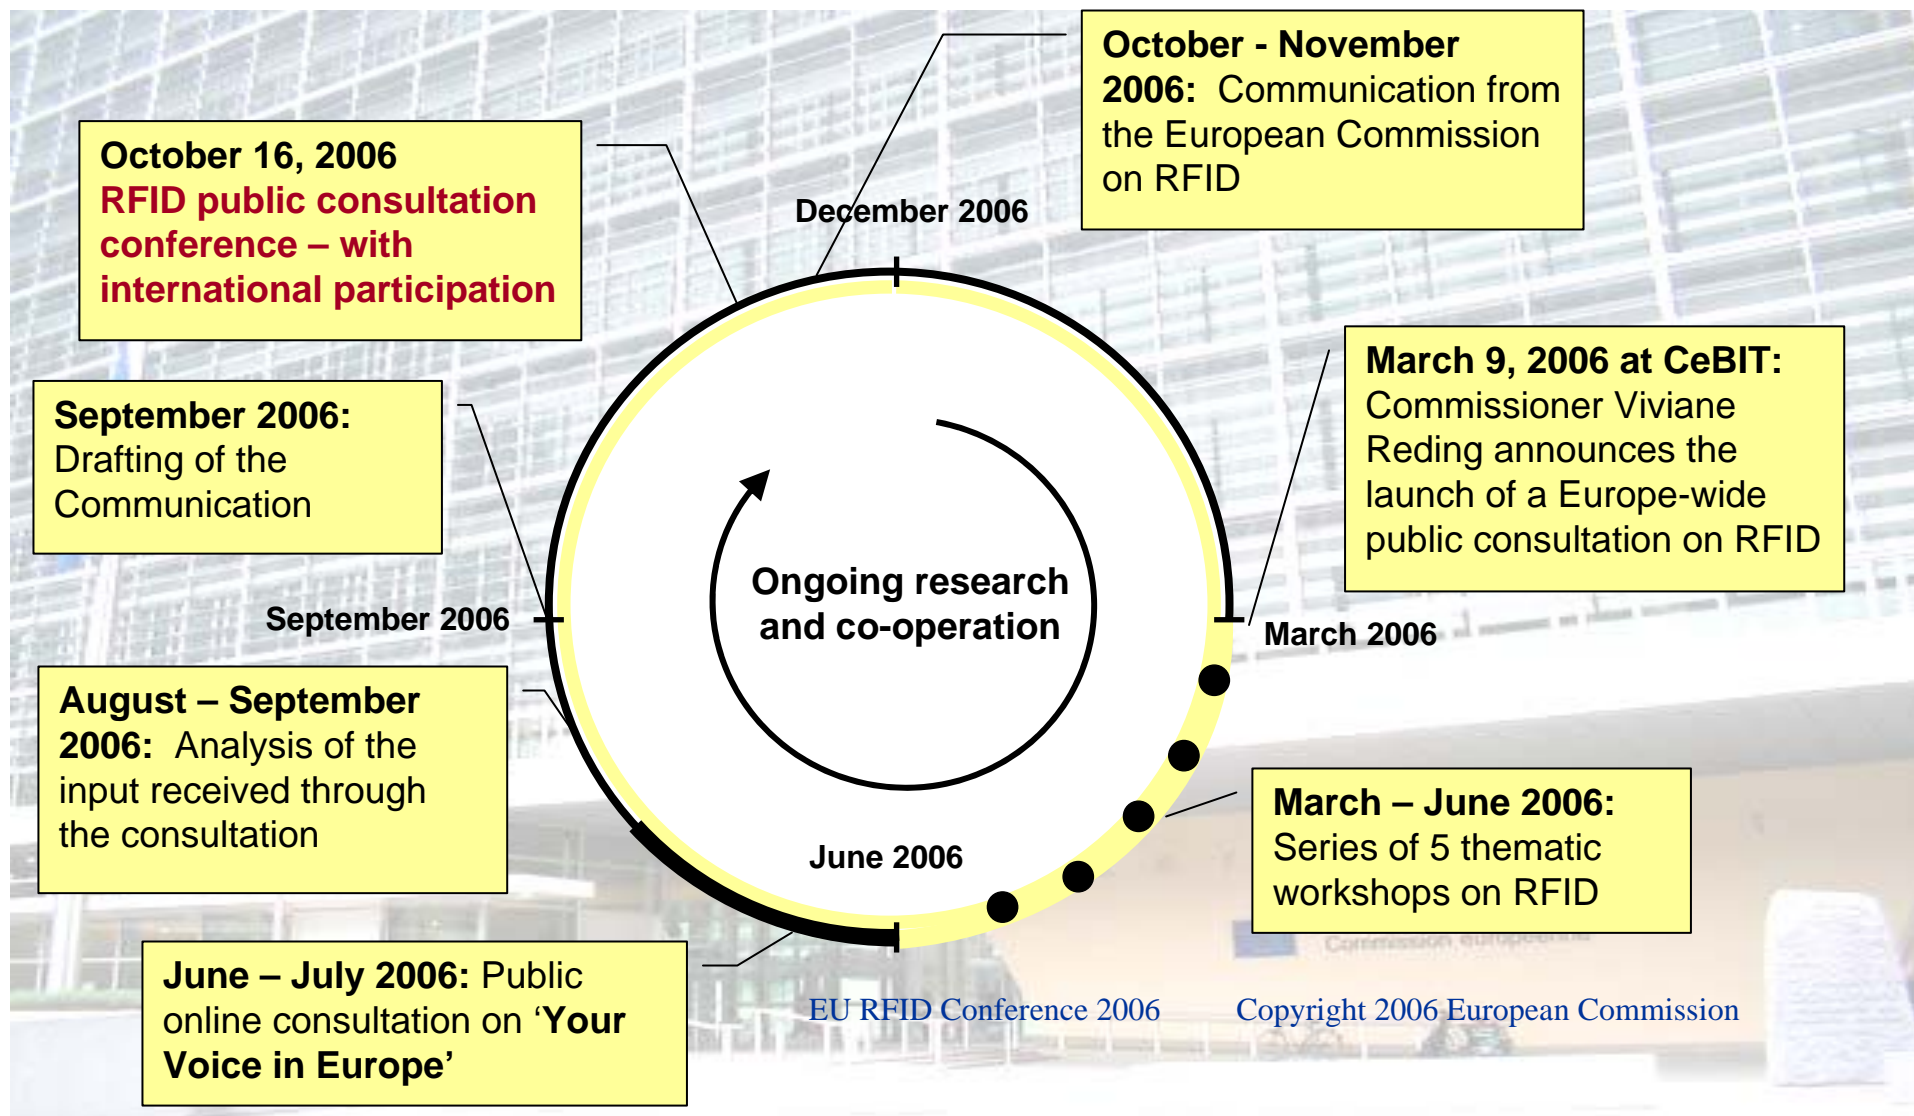 October - November
2006: Communication from
the European Commission
on RFID
October 16, 2006
RFID public consultation
conference – with
international participation
December 2006
March 9, 2006 at CeBIT:
Commissioner Viviane
Reding announces the
launch of a Europe-wide
public consultation on RFID
September 2006:
Drafting of the
Communication
Ongoing research
and co-operation
September 2006
March 2006
August – September
2006: Analysis of the
input received through
the consultation
March – June 2006:
Series of 5 thematic
workshops on RFID
June 2006
Commission européenne
June – July 2006: Public
online consultation on ‘Your
Voice in Europe’
EU RFID Conference 2006
Copyright 2006 European Commission